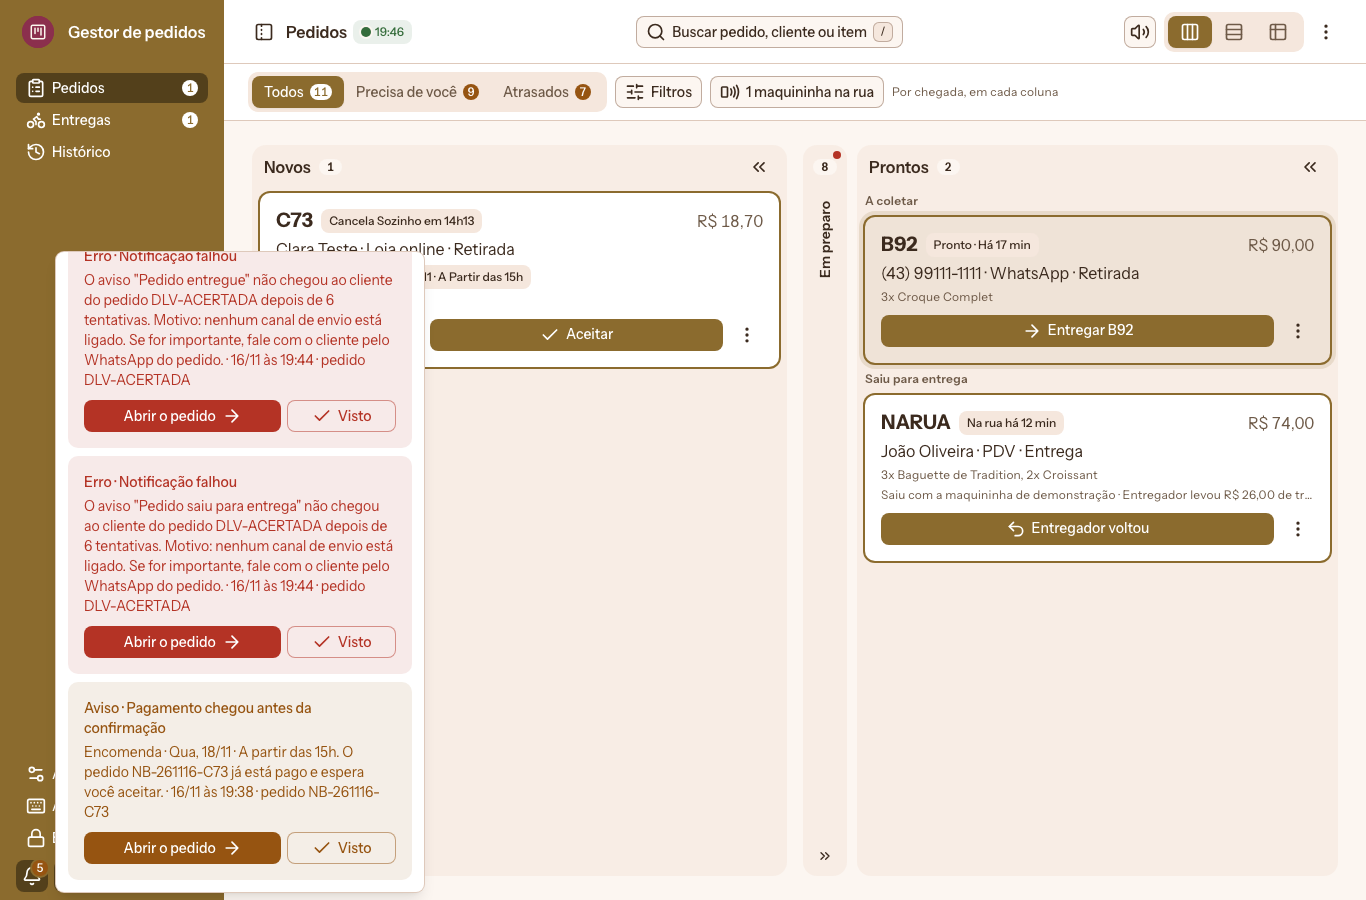 Gestor de pedidos
Pedidos 1
Entregas 1
Histórico
5
Pedidos 19:46
Buscar pedido, cliente ou item /
Todos 11
Precisa de você 9
Atrasados 7
Filtros
1 maquininha na rua
Por chegada, em cada coluna
Novos 1
C73 Cancela Sozinho em 14h13 R$ 18,70
Clara Teste · Loja online · Retirada
· A Partir das 15h
Aceitar
8
Em preparo
Prontos 2
A coletar
B92 Pronto · Há 17 min R$ 90,00
(43) 99111-1111 · WhatsApp · Retirada
3x Croque Complet
Entregar B92
Saiu para entrega
NARUA Na rua há 12 min R$ 74,00
João Oliveira · PDV · Entrega
3x Baguette de Tradition, 2x Croissant
Saiu com a maquininha de demonstração · Entregador levou R$ 26,00 de tr...
Entregador voltou
Erro · Notificação falhou
O aviso "Pedido entregue" não chegou ao cliente
do pedido DLV-ACERTADA depois de 6
tentativas. Motivo: nenhum canal de envio está
ligado. Se for importante, fale com o cliente pelo
WhatsApp do pedido. · 16/11 às 19:44 · pedido
DLV-ACERTADA
Abrir o pedido
Visto
Erro · Notificação falhou
O aviso "Pedido saiu para entrega" não chegou
ao cliente do pedido DLV-ACERTADA depois de
6 tentativas. Motivo: nenhum canal de envio está
ligado. Se for importante, fale com o cliente pelo
WhatsApp do pedido. · 16/11 às 19:44 · pedido
DLV-ACERTADA
Abrir o pedido
Visto
Aviso · Pagamento chegou antes da
confirmação
Encomenda · Qua, 18/11 · A partir das 15h. O
pedido NB-261116-C73 já está pago e espera
você aceitar. · 16/11 às 19:38 · pedido NB-261116-
C73
Abrir o pedido
Visto